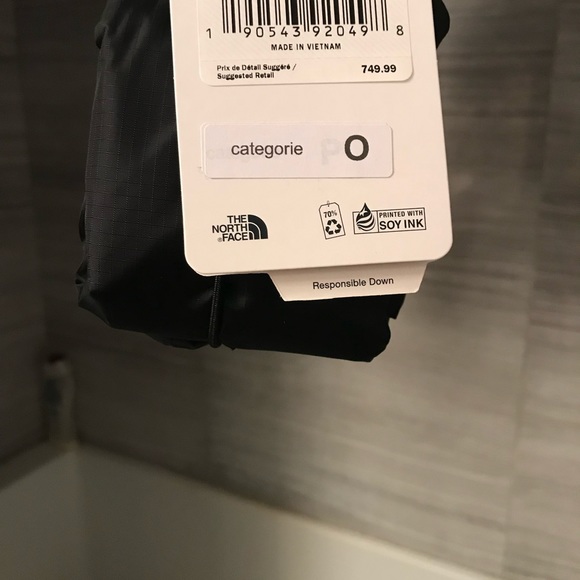 1 90543 92049 8
MADE IN VIETNAM
Prix de Détail Suggéré /
Suggested Retail
749.99
categorie O
THE
NORTH
FACE
70%
PRINTED WITH
SOY INK
Responsible Down